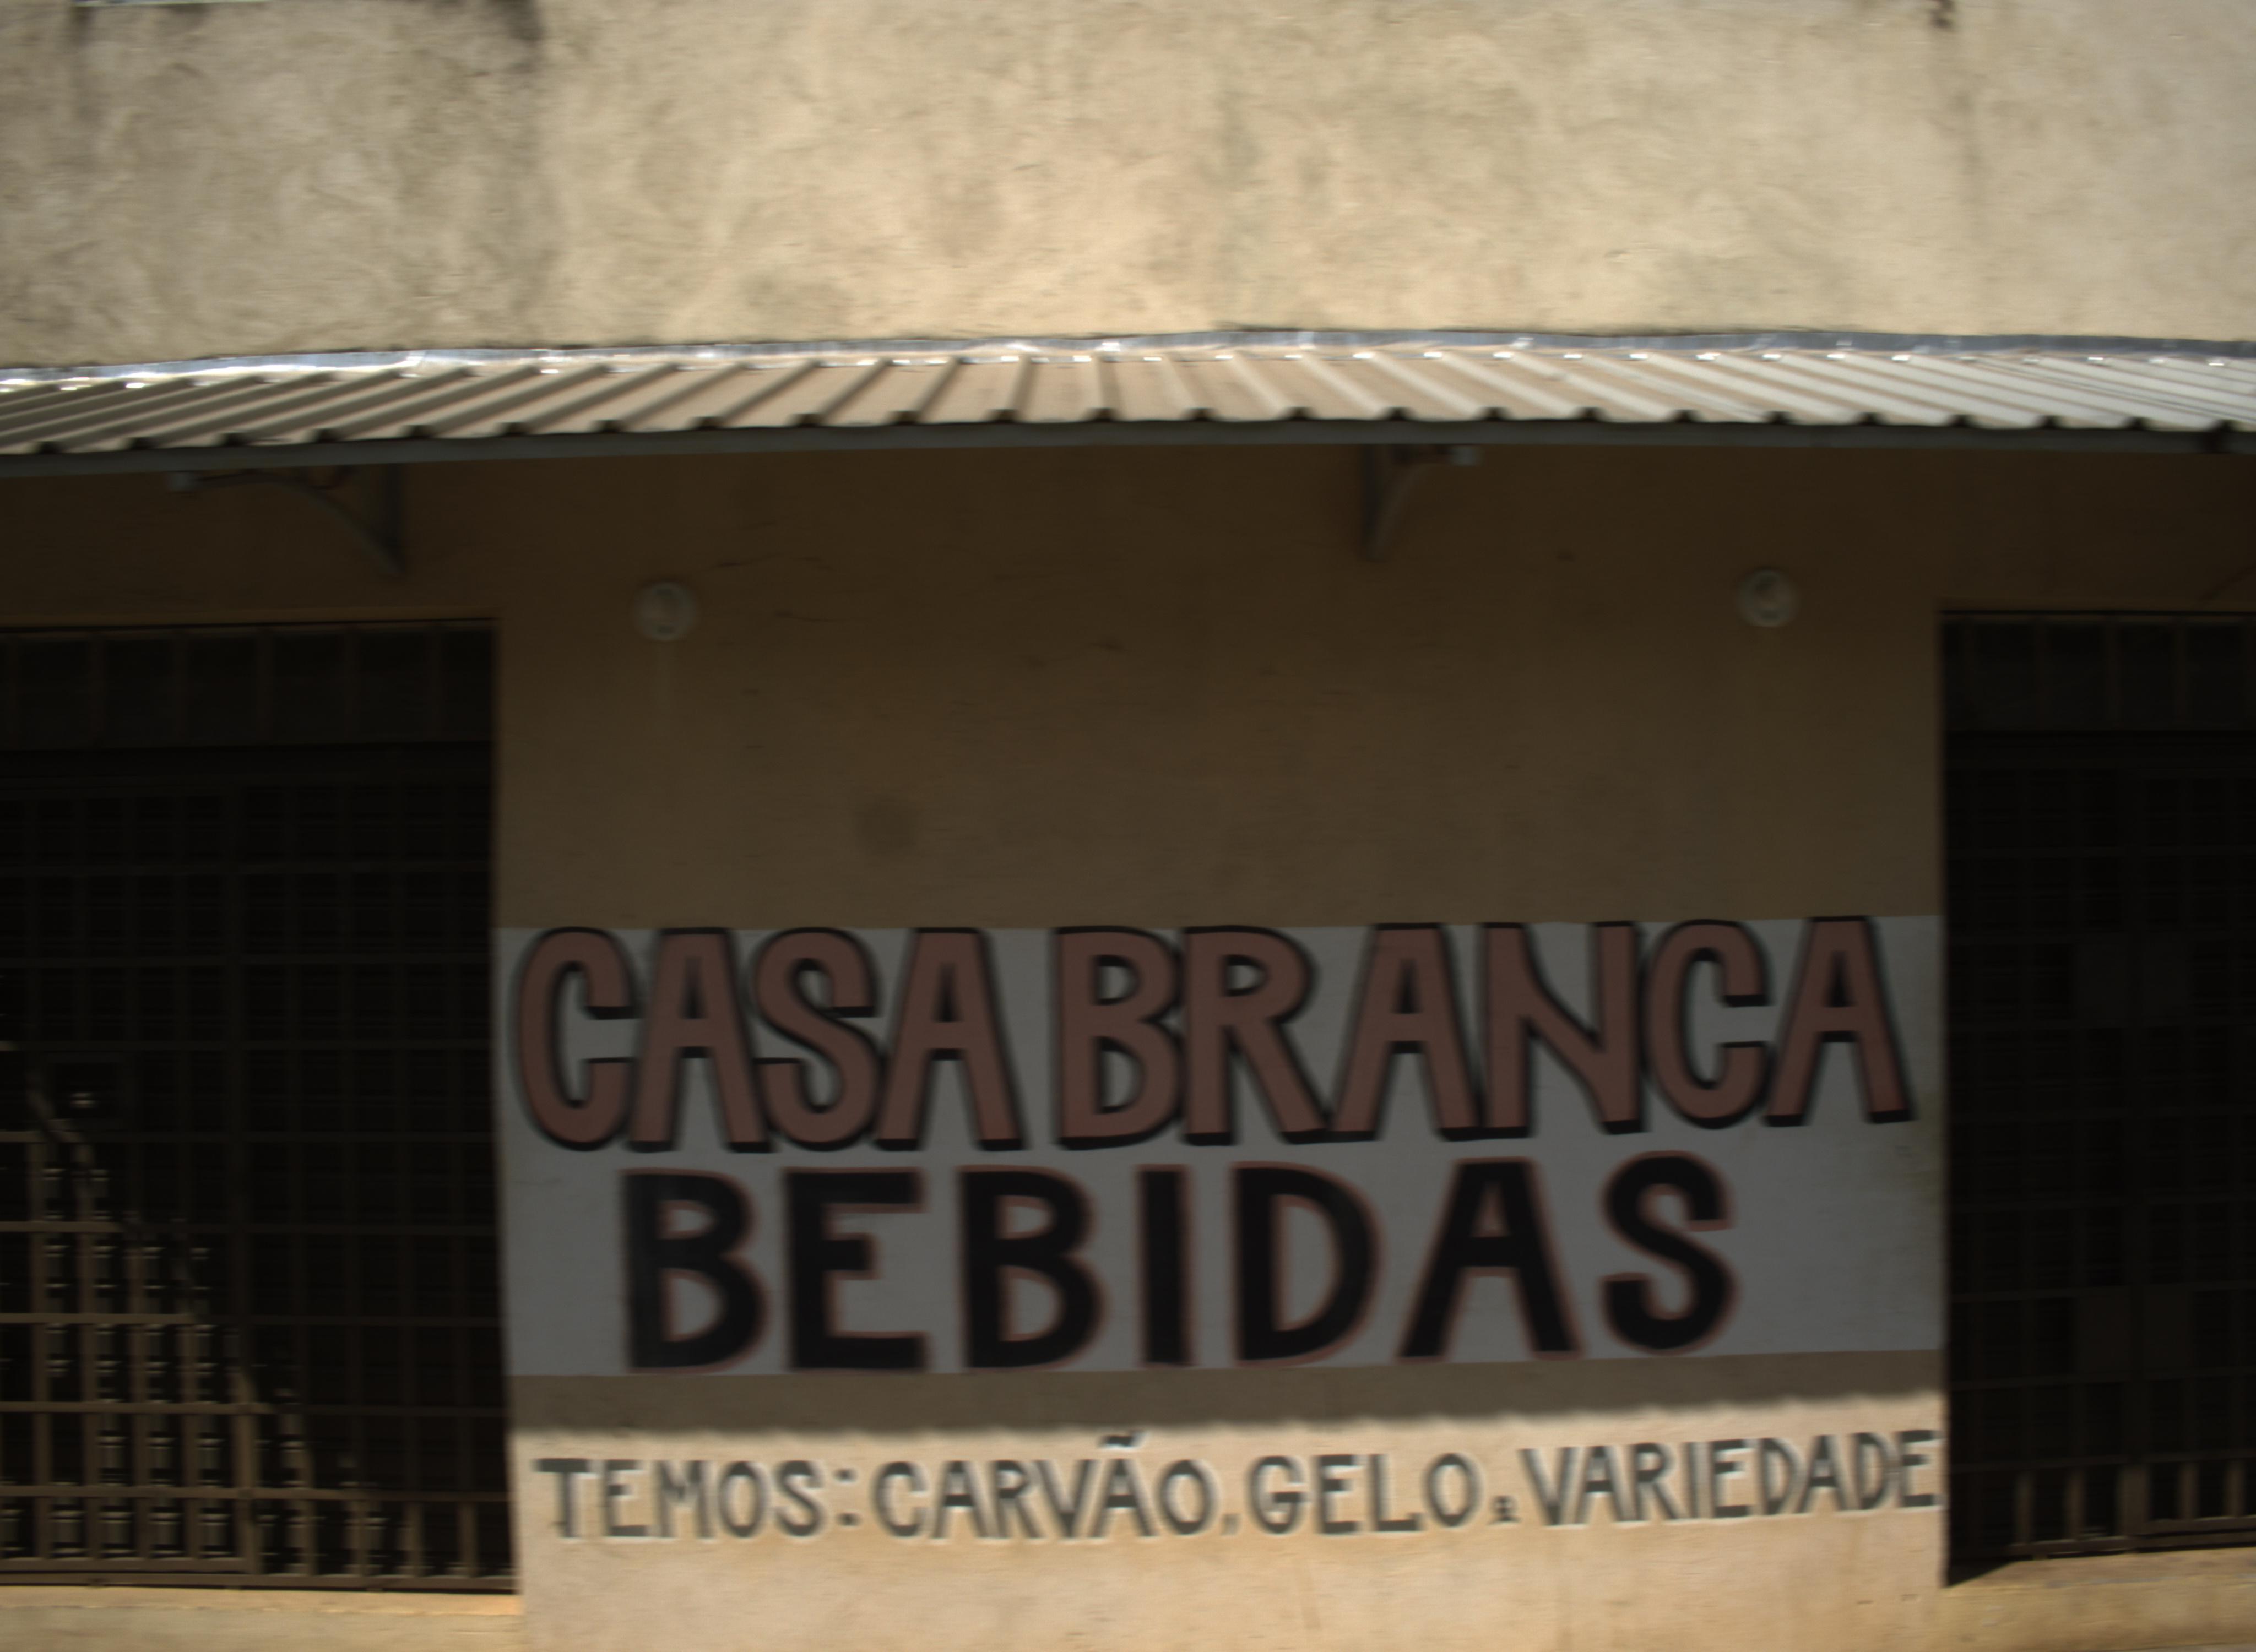 CASA BRANCA
BEBIDAS
TEMOS: CARVÃO, GELO E VARIEDADE